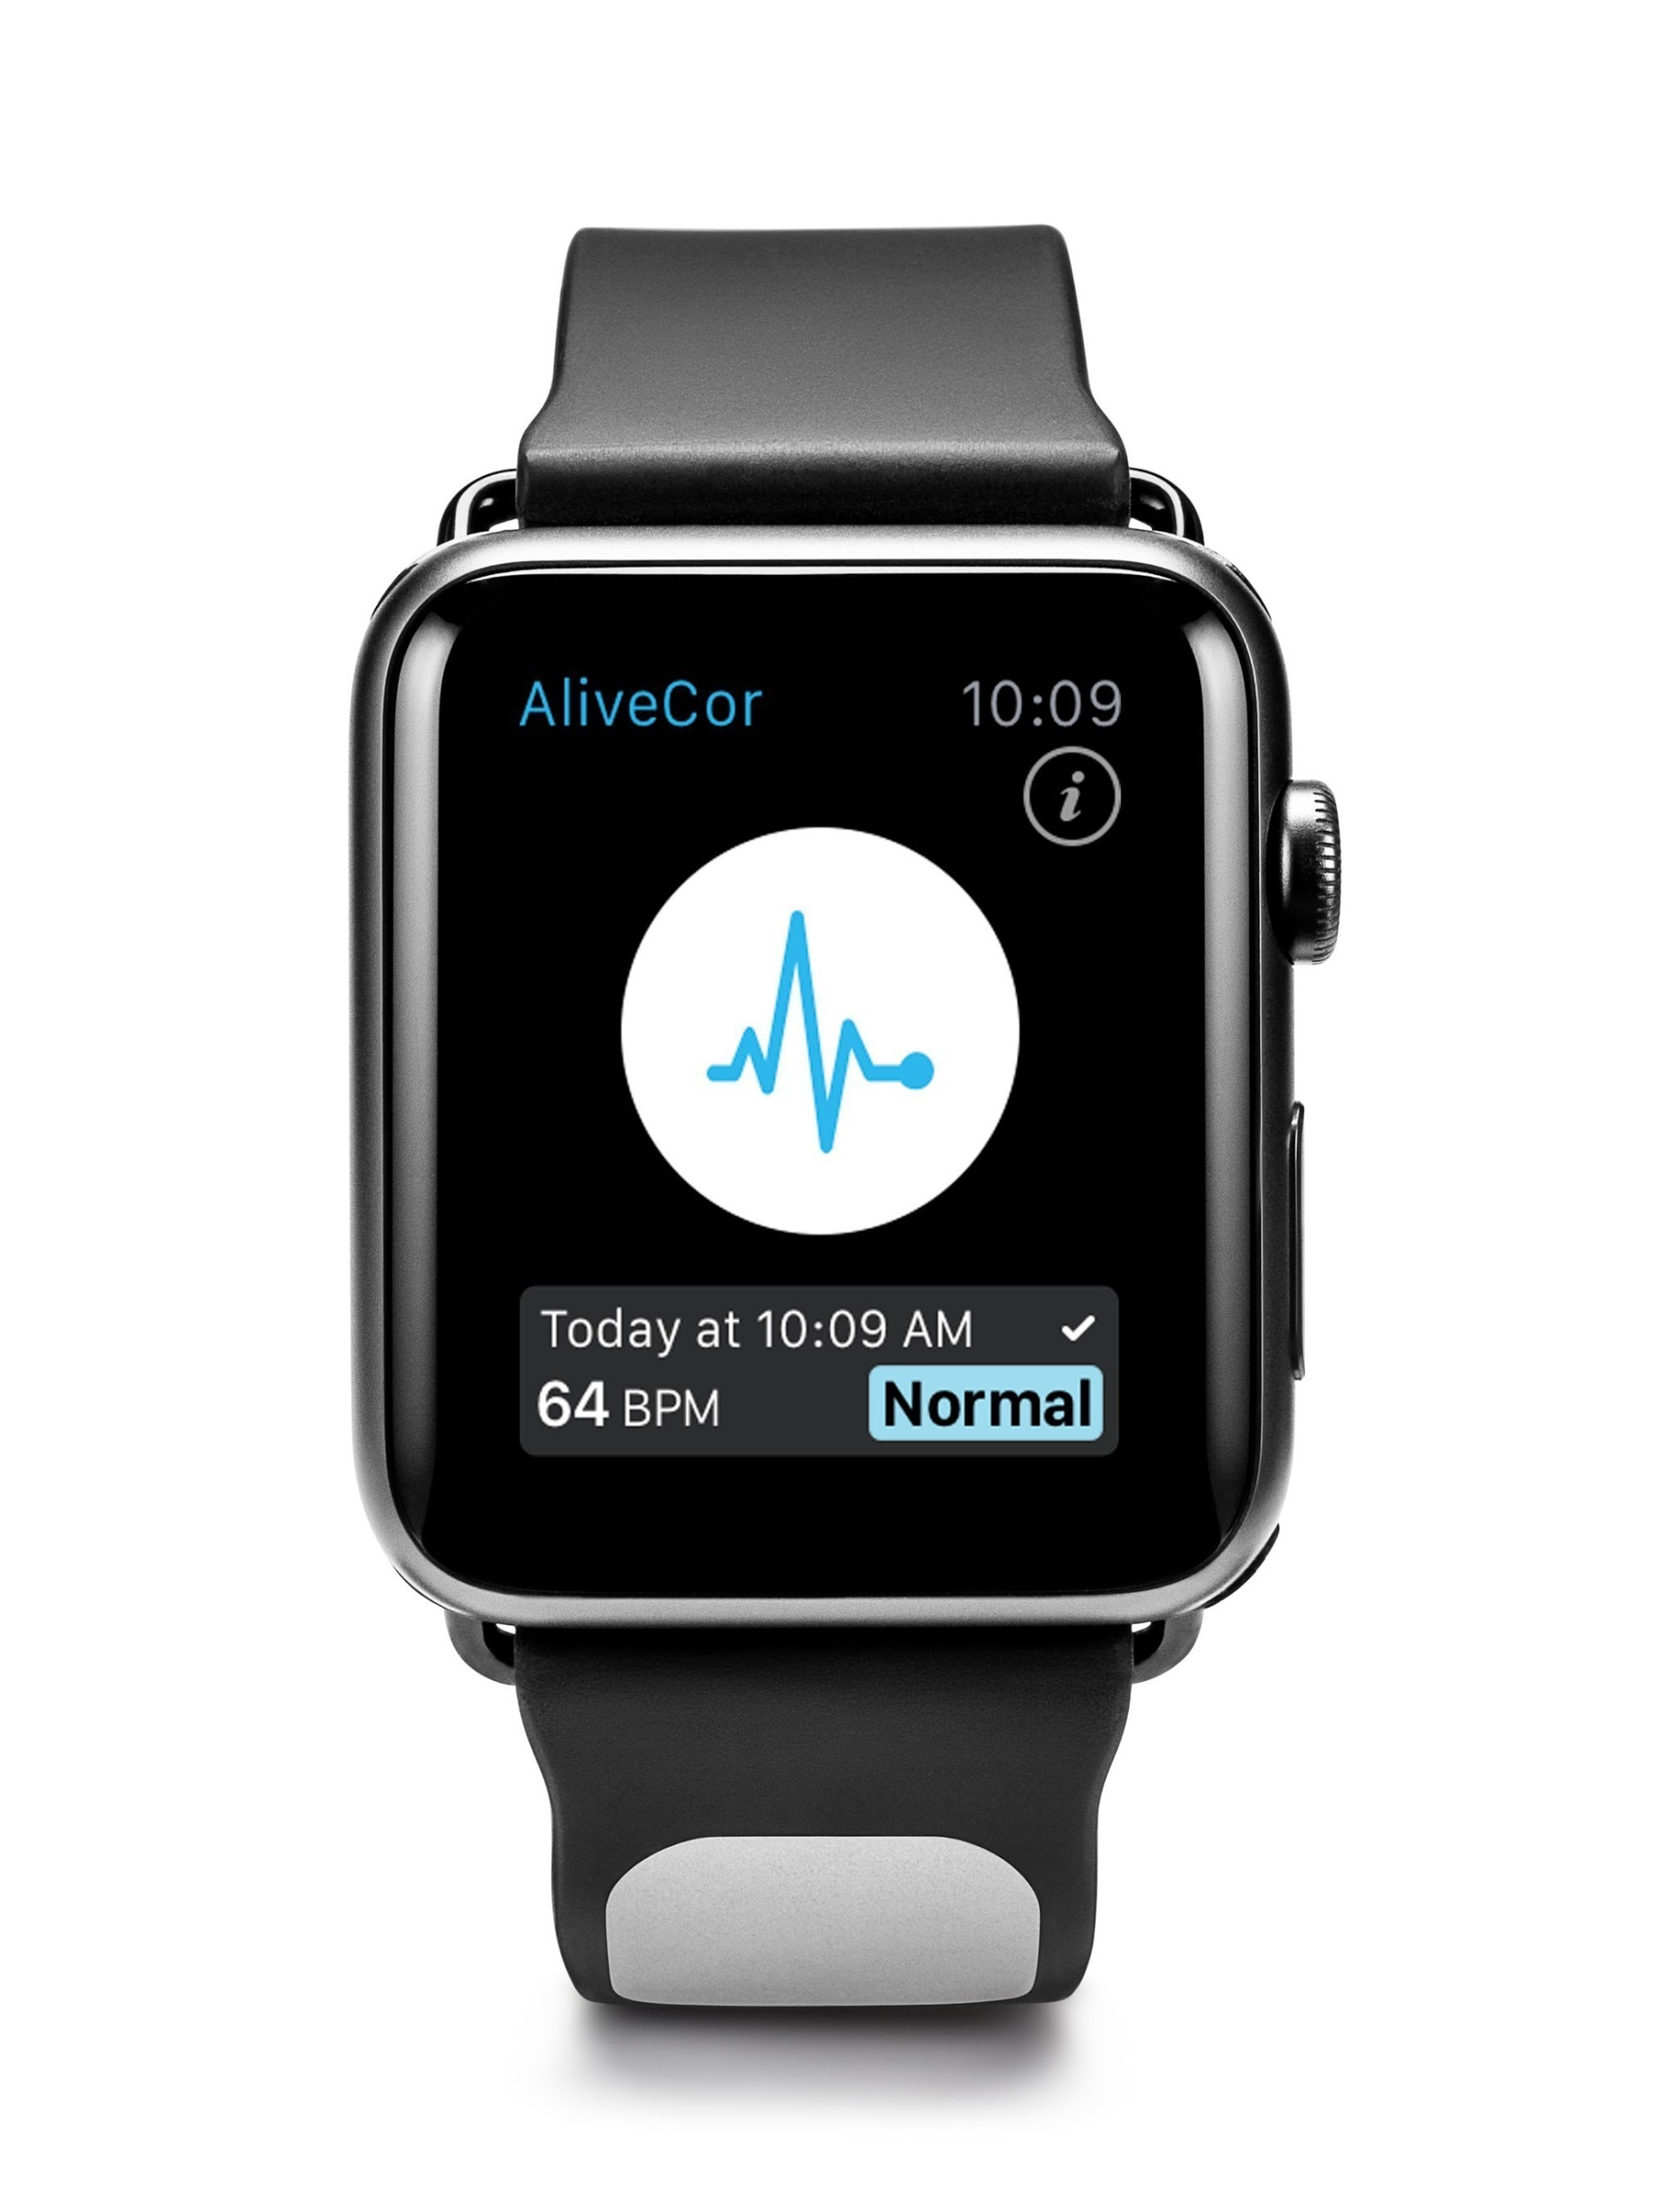 AliveCor 10:09
i
Today at 10:09 AM
64 BPM Normal